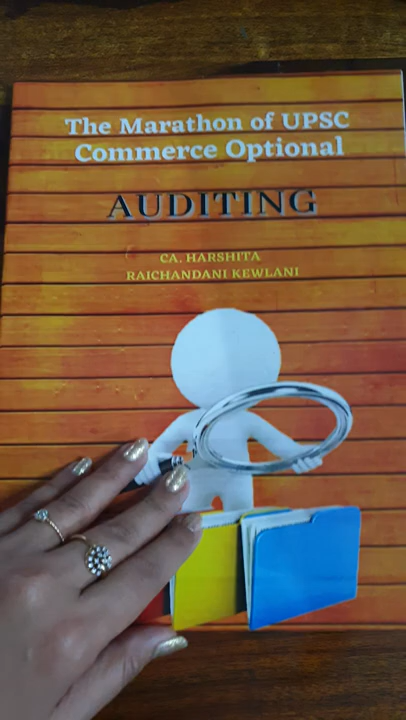 The Marathon of UPSC
Commerce Optional
AUDITING
CA. HARSHITA
RAICHANDANI KEWLANI